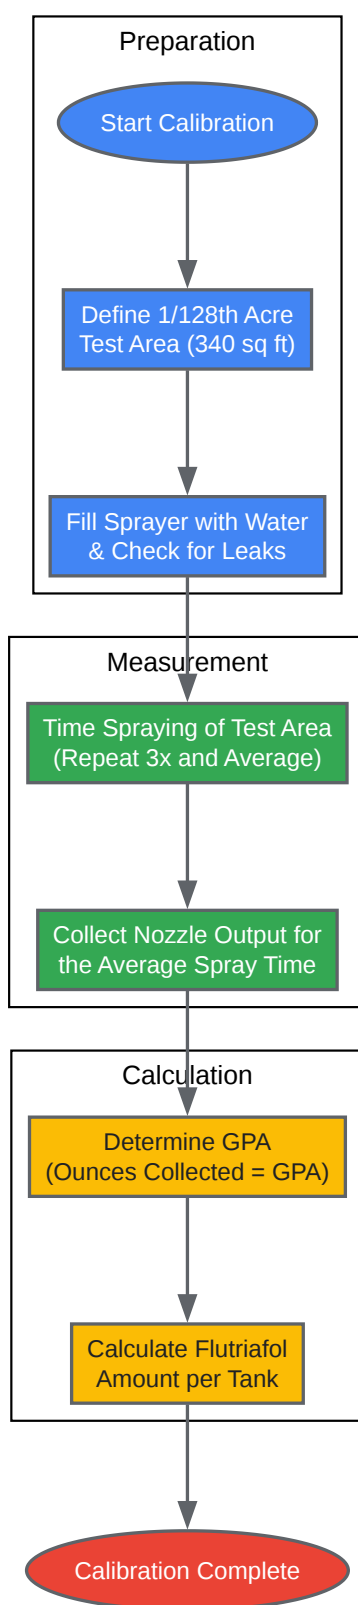 Preparation
Start Calibration
Define 1/128th Acre
Test Area (340 sq ft)
Fill Sprayer with Water
& Check for Leaks
Measurement
Time Spraying of Test Area
(Repeat 3x and Average)
Collect Nozzle Output for
the Average Spray Time
Calculation
Determine GPA
(Ounces Collected = GPA)
Calculate Flutriafol
Amount per Tank
Calibration Complete